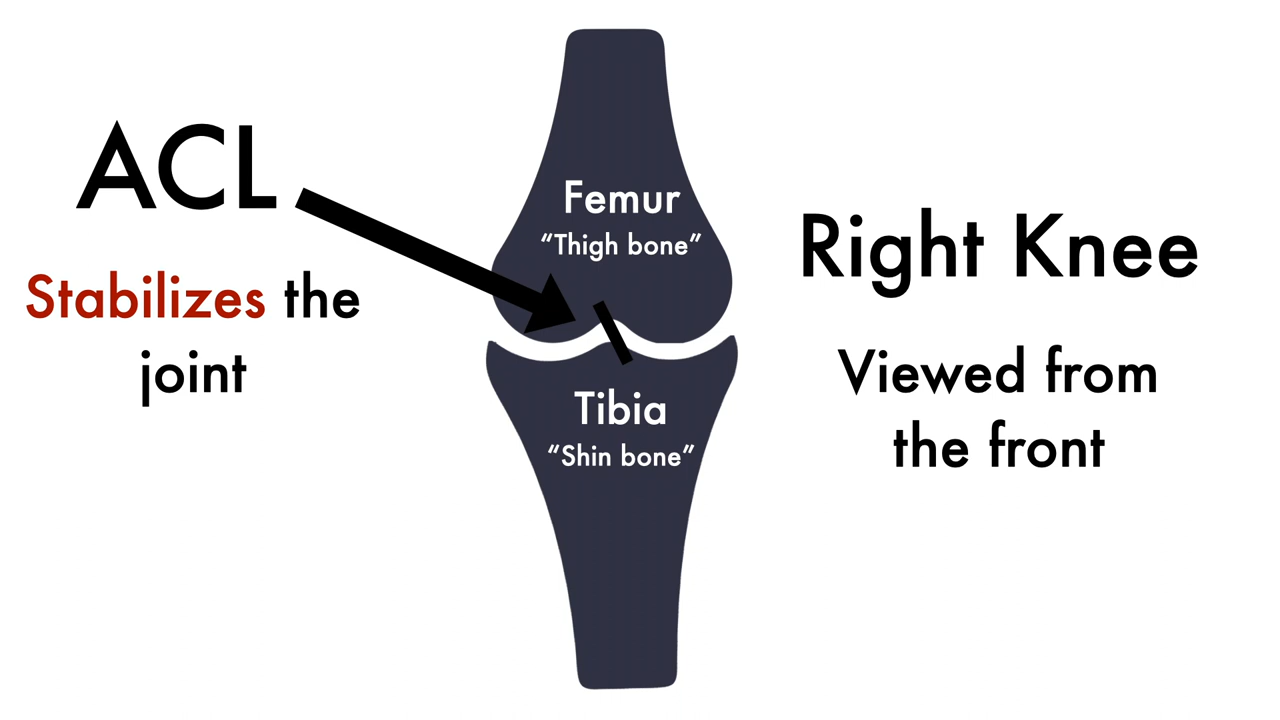 ACL
Stabilizes the
joint
Femur
“Thigh bone”
Tibia
“Shin bone”
Right Knee
Viewed from
the front